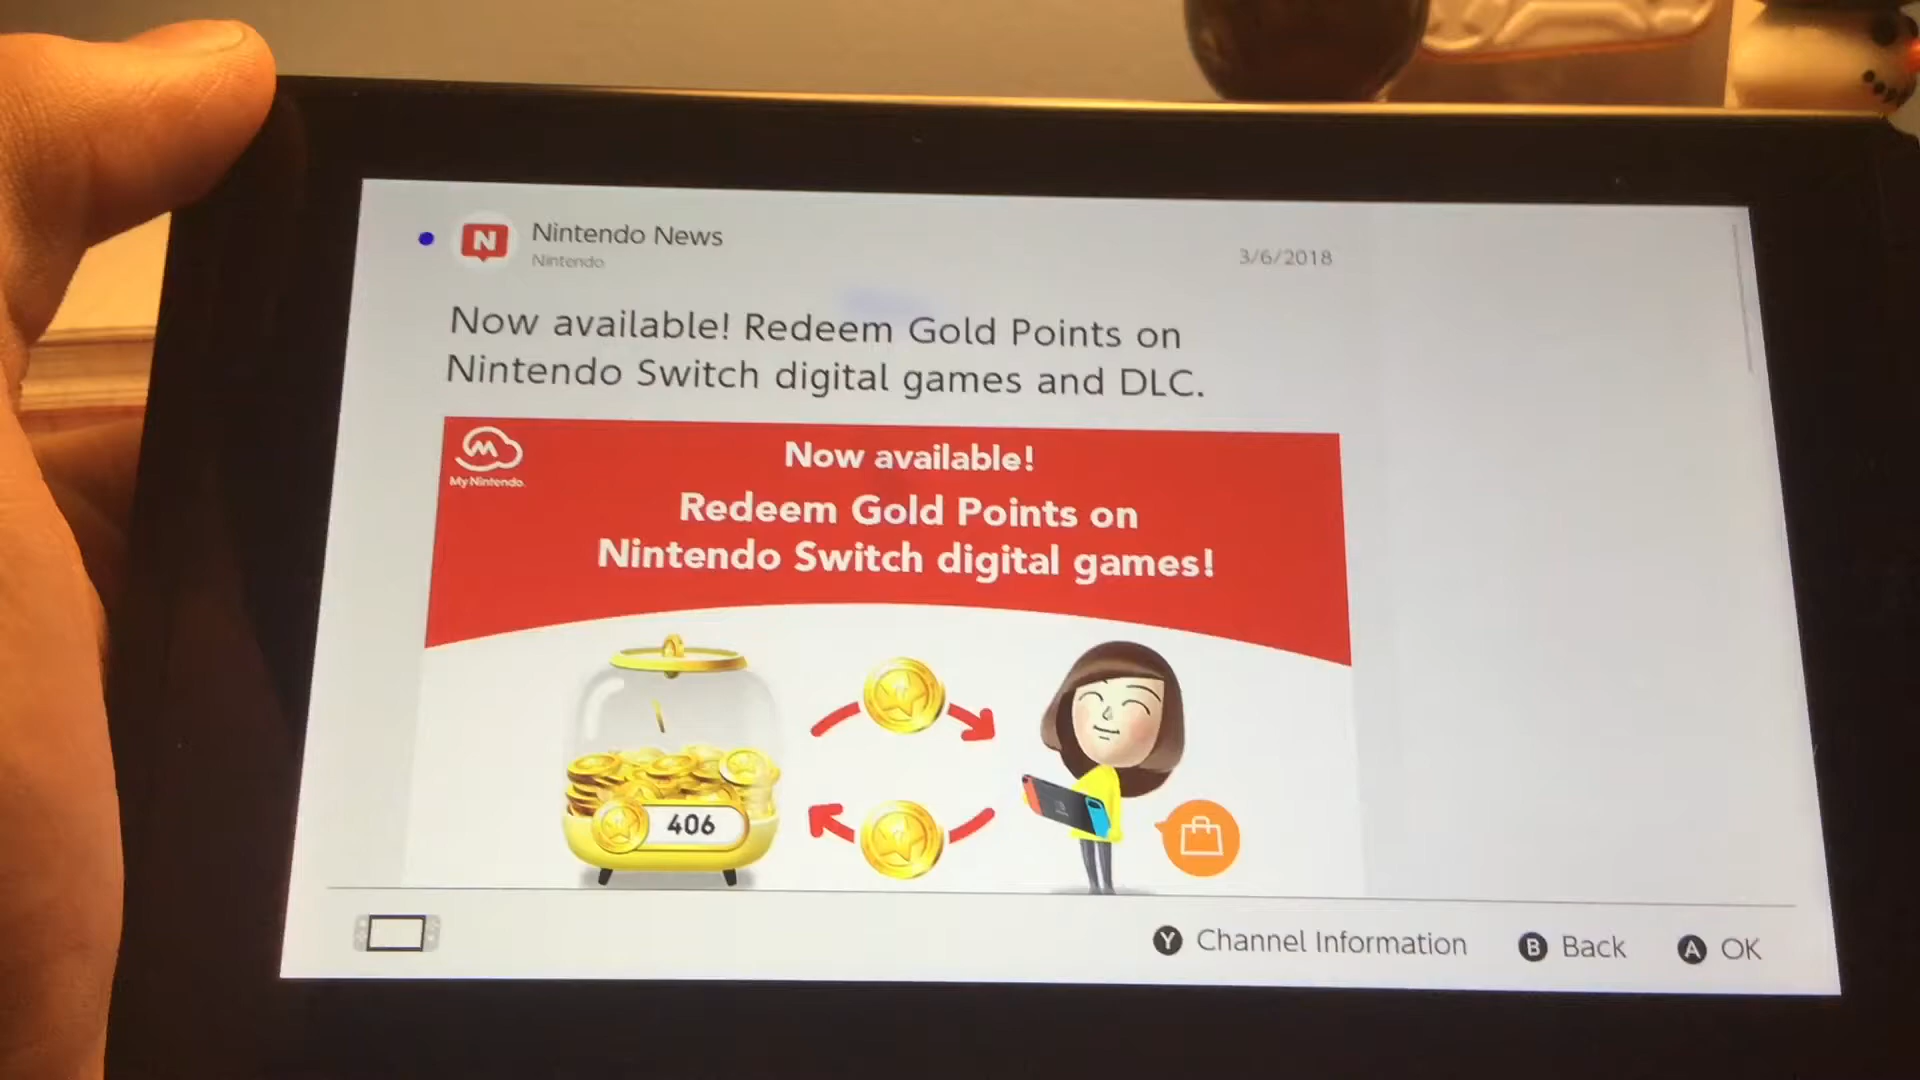 Nintendo News
Nintendo
3/6/2018
Now available! Redeem Gold Points on
Nintendo Switch digital games and DLC.
My Nintendo
Now available!
Redeem Gold Points on
Nintendo Switch digital games!
406
Y Channel Information B Back A OK